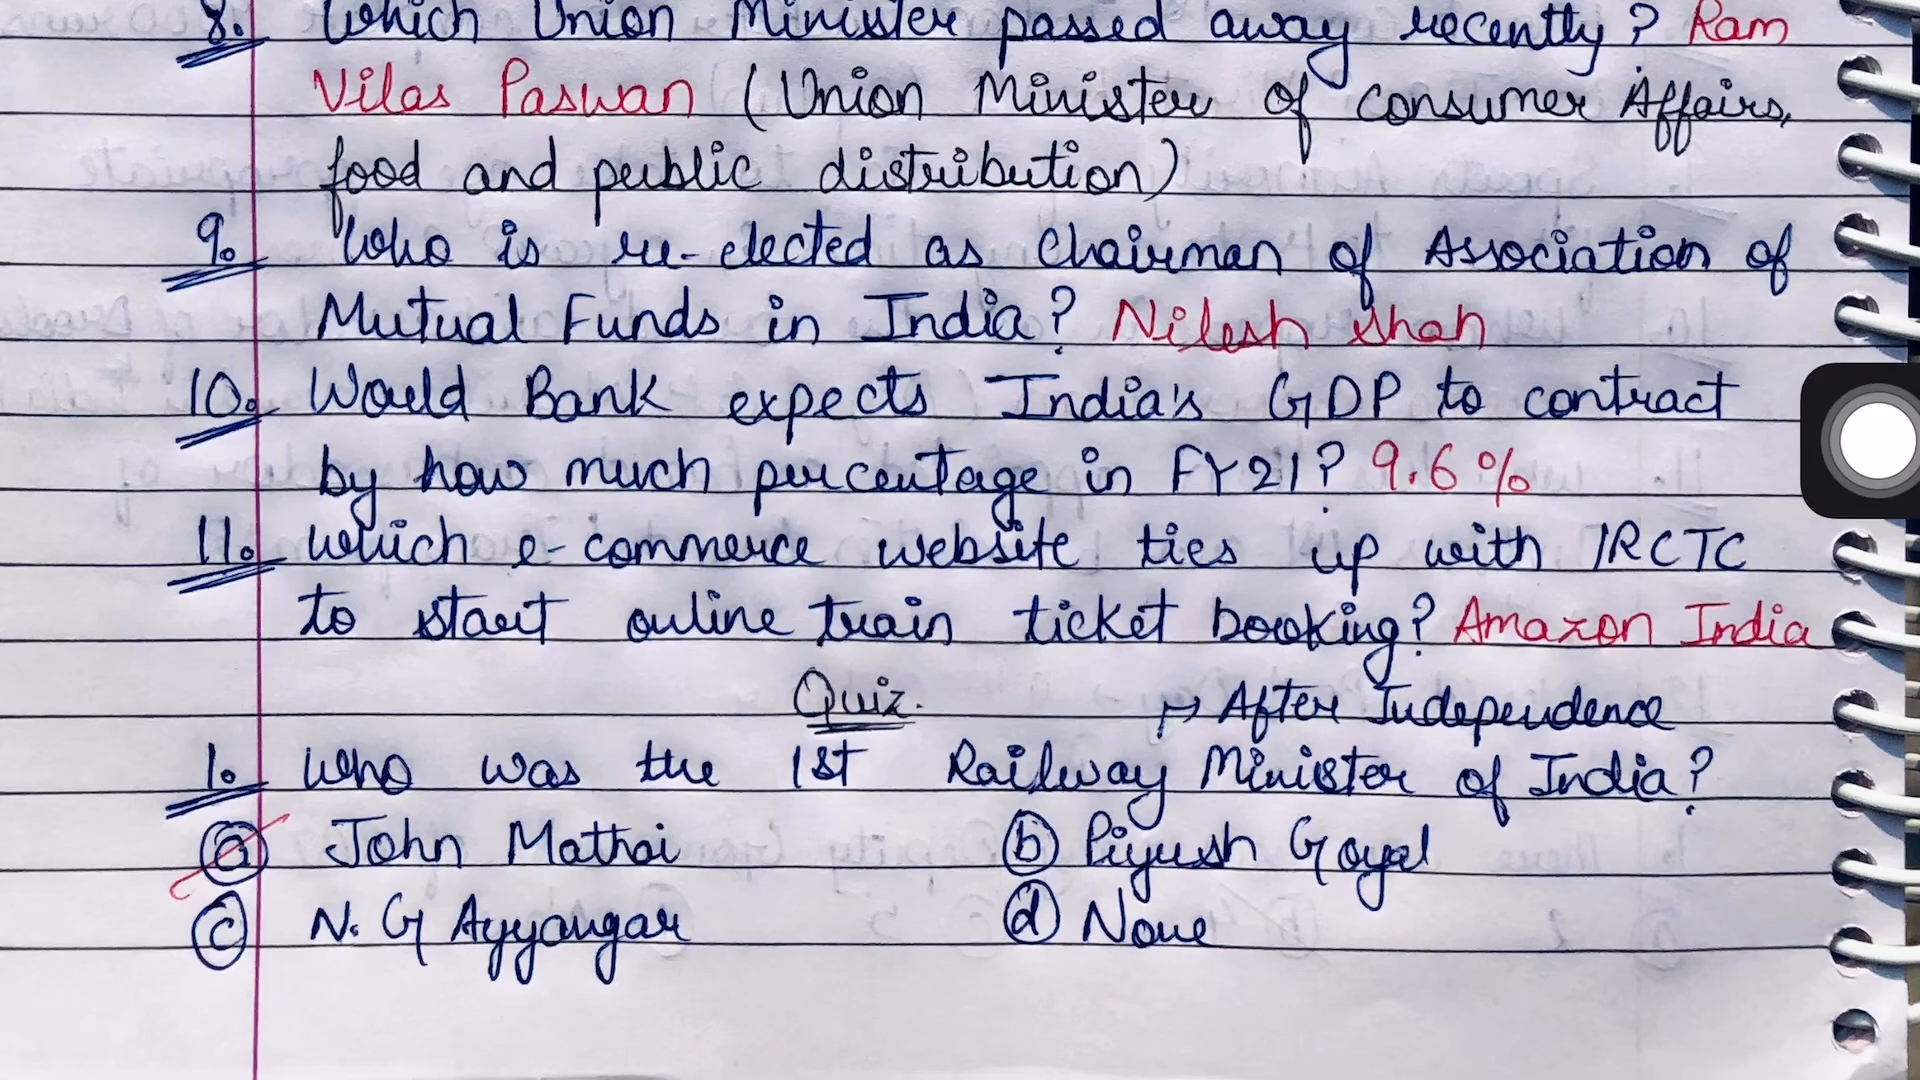 8. Which Union Minister passed away recently? Ram
Vilas Paswan (Union Minister of consumer Affairs,
food and public distribution)
9. Who is re-elected as Chairman of Association of
Mutual Funds in India? Nilesh Shah
10. World Bank expects India's GDP to contract
by how much percentage in FY21? 9.6%
11. Which e-commerce website ties up with IRCTC
to start online train ticket booking? Amazon India
Quiz. → After Independence
1. Who was the 1st Railway Minister of India?
(a) John Mathai (b) Piyush Goyal
(c) N. G Ayyangar (d) None